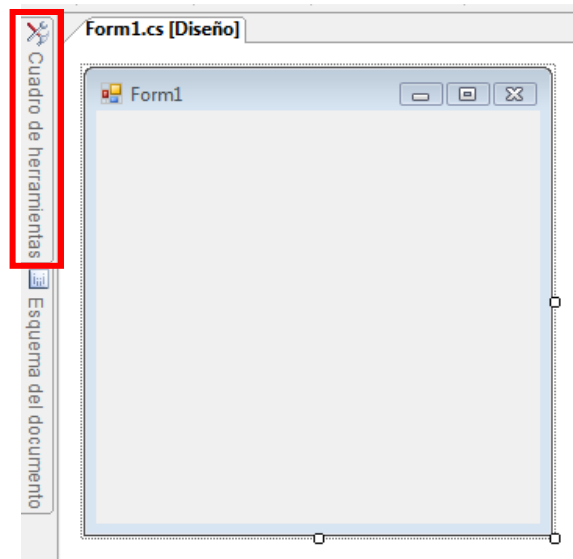 Form1.cs [Diseño]
Cuadro de herramientas
Form1
Esquema del documento